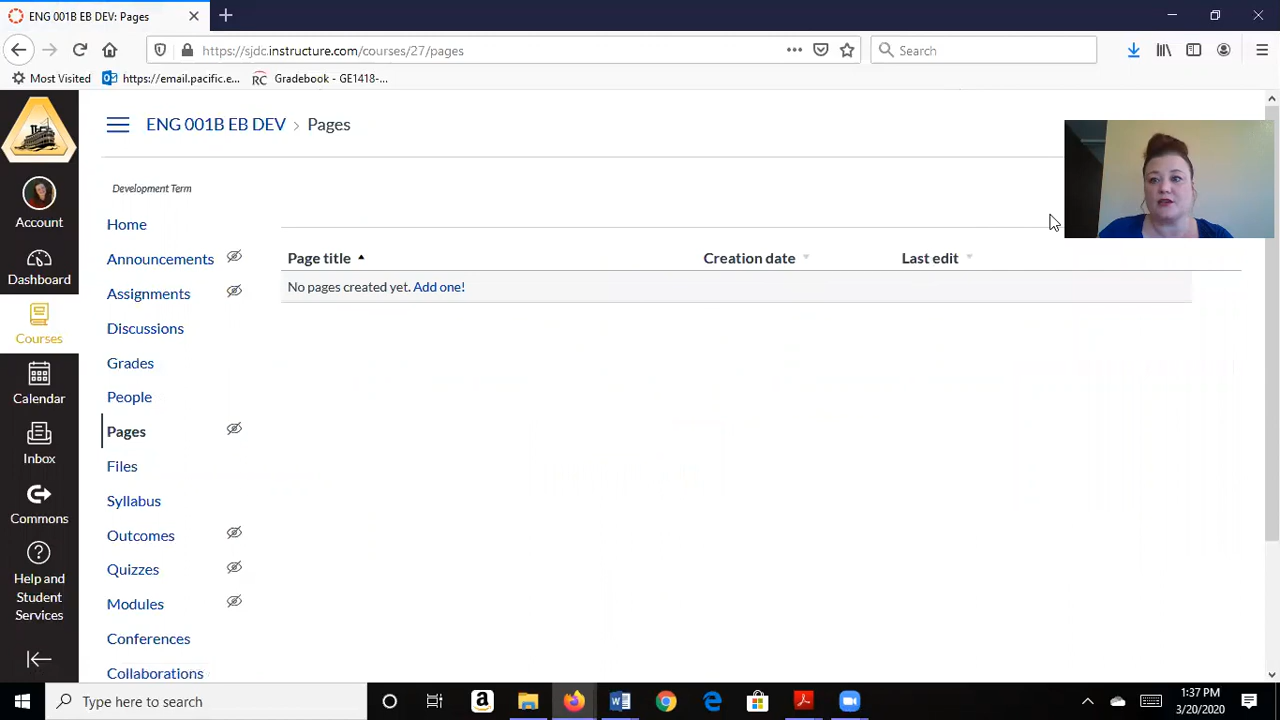 ENG 001B EB DEV: Pages
https://sjdc.instructure.com/courses/27/pages
Search
Most Visited
https://email.pacific.e...
Gradebook - GE1418-...
ENG 001B EB DEV > Pages
Development Term
Account
Dashboard
Courses
Calendar
Inbox
Commons
Help and
Student
Services
Home
Announcements
Assignments
Discussions
Grades
People
Pages
Files
Syllabus
Outcomes
Quizzes
Modules
Conferences
Collaborations
Page title Creation date Last edit
No pages created yet. Add one!
Type here to search
1:37 PM
3/20/2020